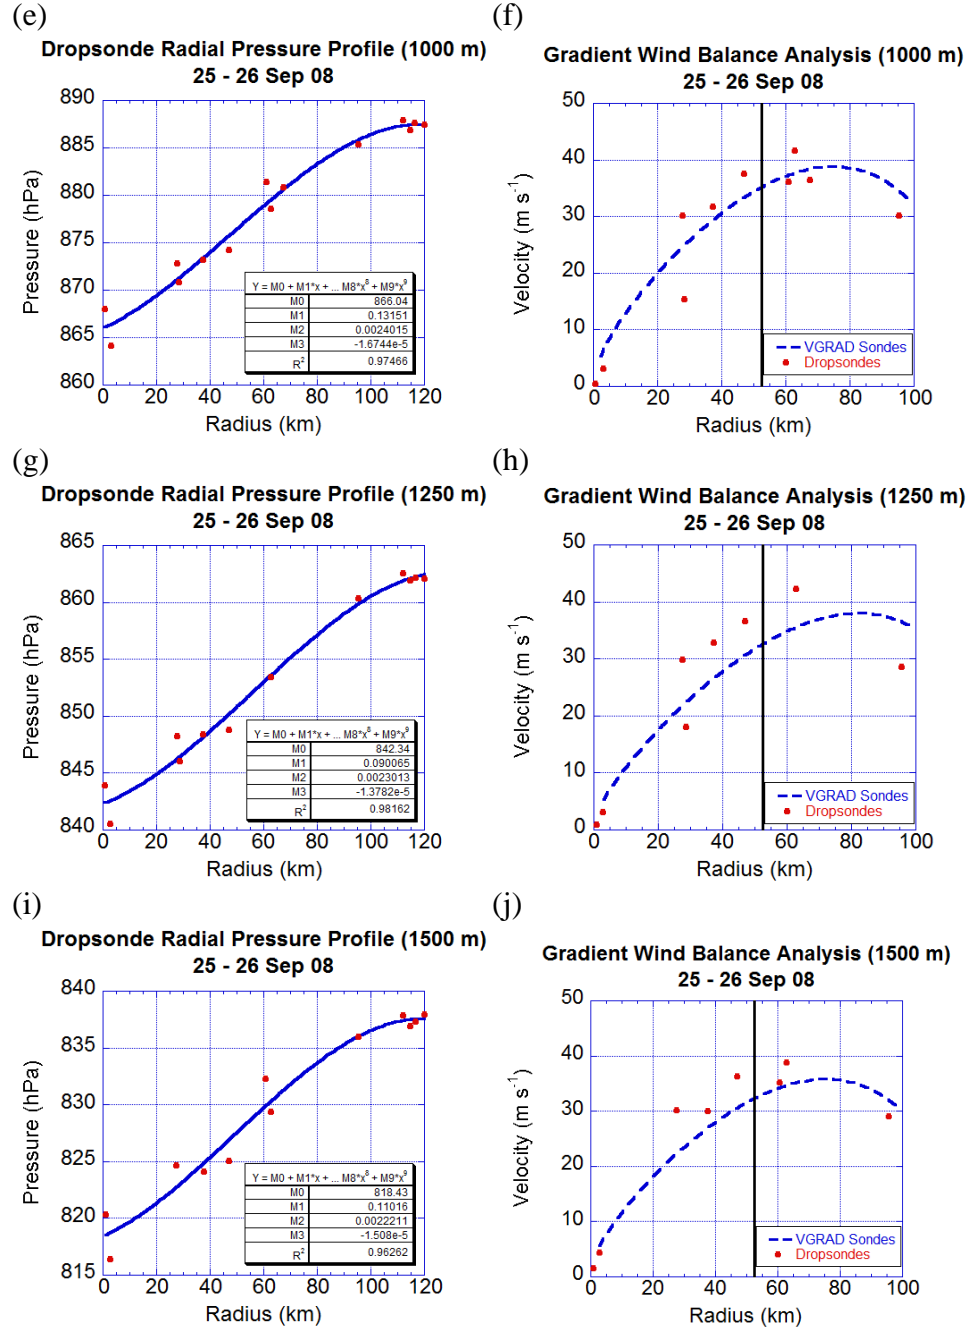 (e)
Dropsonde Radial Pressure Profile (1000 m)
25 - 26 Sep 08
890
885
880
875
870
865
860
Pressure (hPa)
Y = M0 + M1*x + ... M8*x^8 + M9*x^9
M0 866.04
M1 0.13151
M2 0.0024015
M3 -1.6744e-5
R^2 0.97466
0 20 40 60 80 100 120
Radius (km)
(f)
Gradient Wind Balance Analysis (1000 m)
25 - 26 Sep 08
50
40
30
20
10
0
Velocity (m s^-1)
VGRAD Sondes
Dropsondes
0 20 40 60 80 100
Radius (km)
(g)
Dropsonde Radial Pressure Profile (1250 m)
25 - 26 Sep 08
865
860
855
850
845
840
Pressure (hPa)
Y = M0 + M1*x + ... M8*x^8 + M9*x^9
M0 842.34
M1 0.090065
M2 0.0023013
M3 -1.3782e-5
R^2 0.98162
0 20 40 60 80 100 120
Radius (km)
(h)
Gradient Wind Balance Analysis (1250 m)
25 - 26 Sep 08
50
40
30
20
10
0
Velocity (m s^-1)
VGRAD Sondes
Dropsondes
0 20 40 60 80 100
Radius (km)
(i)
Dropsonde Radial Pressure Profile (1500 m)
25 - 26 Sep 08
840
835
830
825
820
815
Pressure (hPa)
Y = M0 + M1*x + ... M8*x^8 + M9*x^9
M0 818.43
M1 0.11016
M2 0.0022211
M3 -1.508e-5
R^2 0.96262
0 20 40 60 80 100 120
Radius (km)
(j)
Gradient Wind Balance Analysis (1500 m)
25 - 26 Sep 08
50
40
30
20
10
0
Velocity (m s^-1)
VGRAD Sondes
Dropsondes
0 20 40 60 80 100
Radius (km)